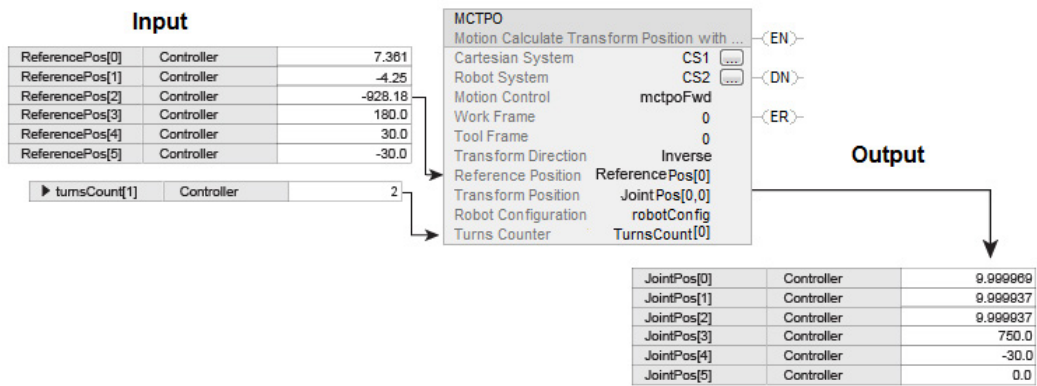 Input
ReferencePos[0] Controller 7.361
ReferencePos[1] Controller -4.25
ReferencePos[2] Controller -928.18
ReferencePos[3] Controller 180.0
ReferencePos[4] Controller 30.0
ReferencePos[5] Controller -30.0
turnsCount[1] Controller 2
MCTPO
Motion Calculate Transform Position with ...
Cartesian System CS1 ...
Robot System CS2 ...
Motion Control mctpoFwd
Work Frame 0
Tool Frame 0
Transform Direction Inverse
Reference Position ReferencePos[0]
Transform Position JointPos[0,0]
Robot Configuration robotConfig
Turns Counter TurnsCount[0]
EN
DN
ER
Output
JointPos[0] Controller 9.999969
JointPos[1] Controller 9.999937
JointPos[2] Controller 9.999937
JointPos[3] Controller 750.0
JointPos[4] Controller -30.0
JointPos[5] Controller 0.0